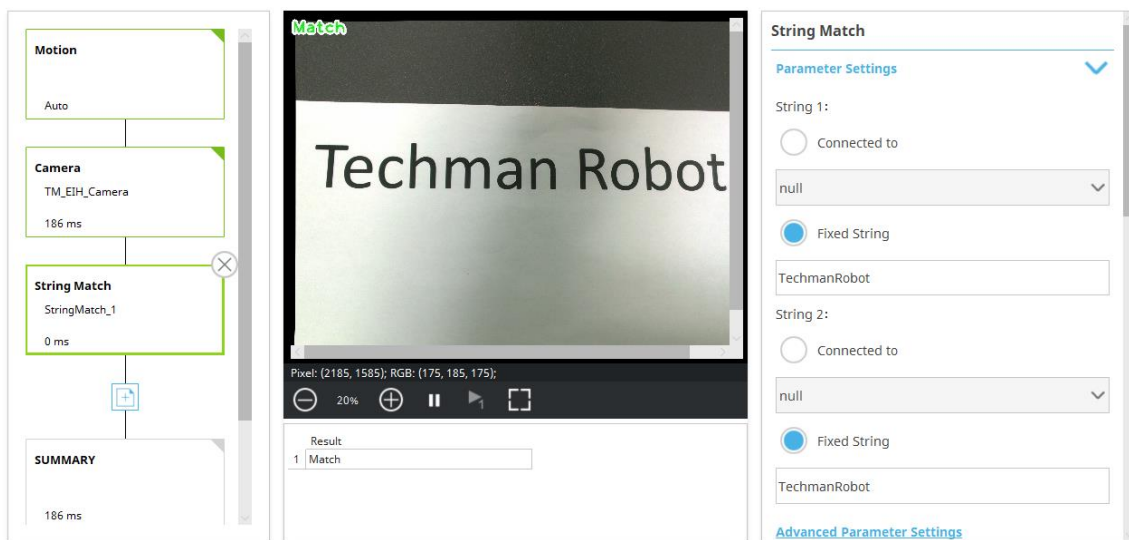 Motion
Auto
Camera
TM_EIH_Camera
186 ms
String Match
StringMatch_1
0 ms
SUMMARY
186 ms
Match
Techman Robot
Pixel: (2185, 1585); RGB: (175, 185, 175);
20%
1
Result
1 Match
String Match
Parameter Settings
String 1:
Connected to
null
Fixed String
TechmanRobot
String 2:
Connected to
null
Fixed String
TechmanRobot
Advanced Parameter Settings